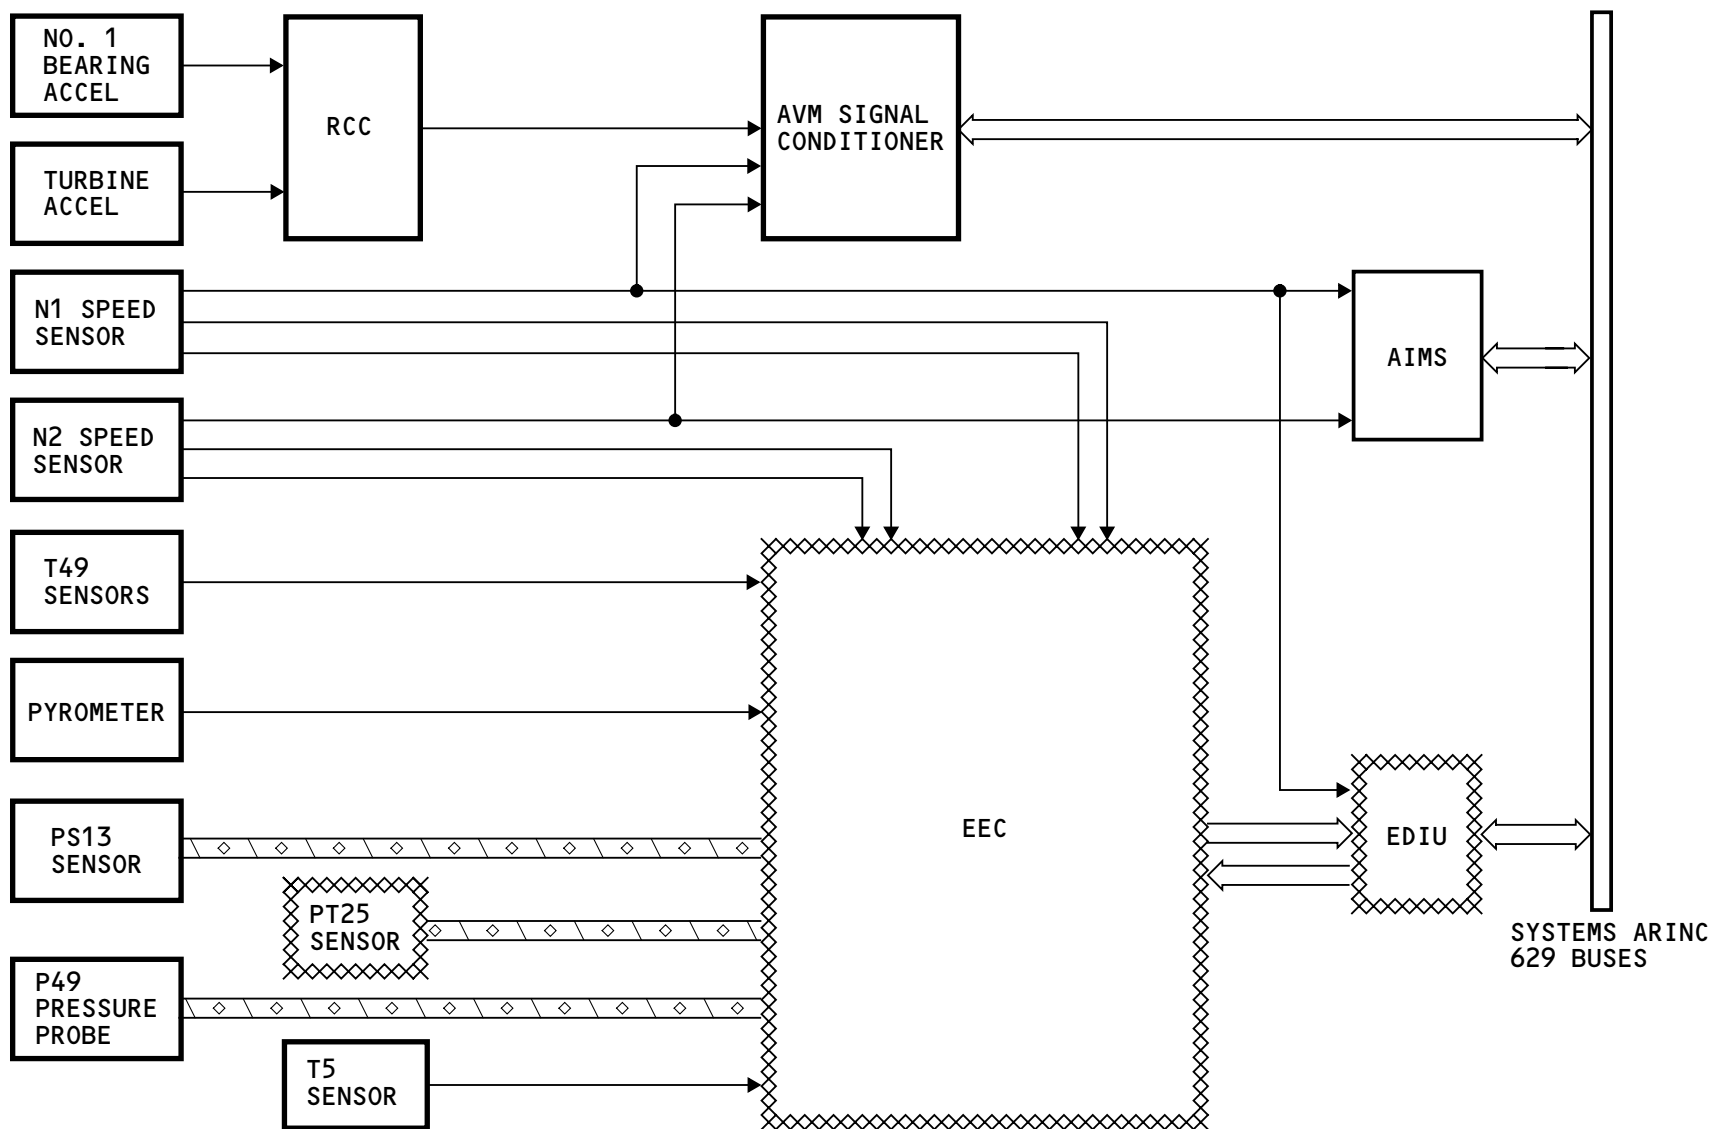 NO. 1
BEARING
ACCEL
RCC
AVM SIGNAL
CONDITIONER
TURBINE
ACCEL
N1 SPEED
SENSOR
AIMS
N2 SPEED
SENSOR
T49
SENSORS
PYROMETER
PS13
SENSOR
EEC
EDIU
PT25
SENSOR
SYSTEMS ARINC
629 BUSES
P49
PRESSURE
PROBE
T5
SENSOR